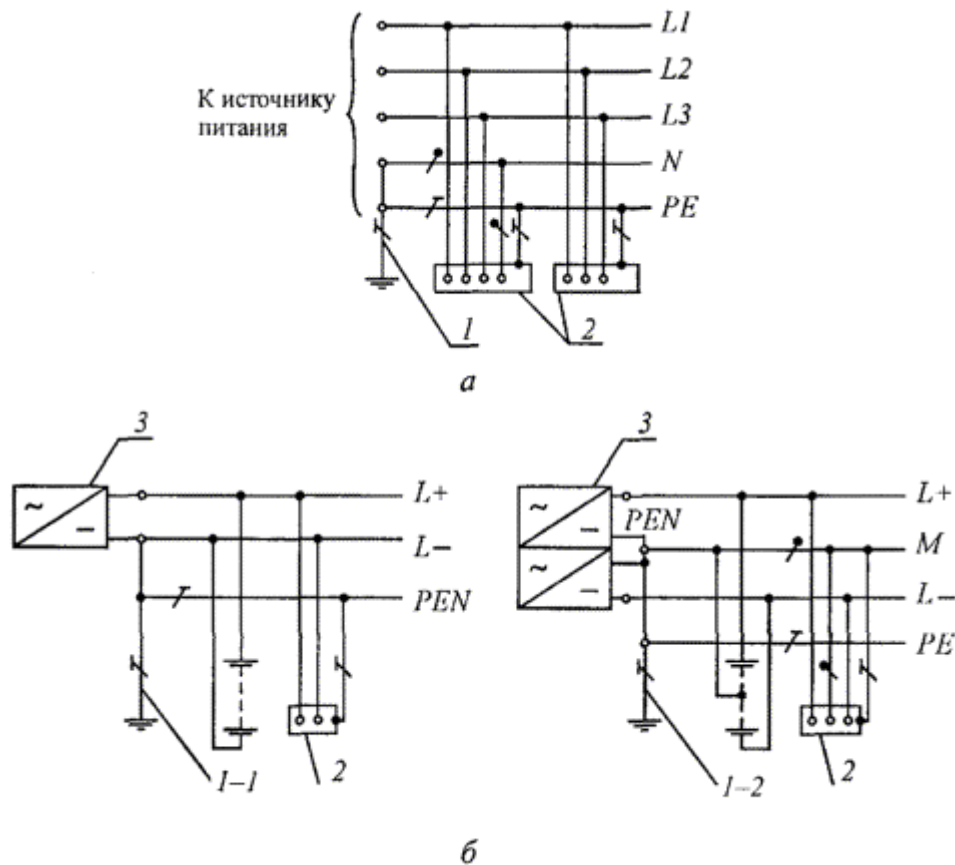 L1
L2
К источнику
питания
L3
N
PE
1
2
а
3
3
L+
L+
PEN
L–
M
PEN
L–
PE
1–1
2
1–2
2
б